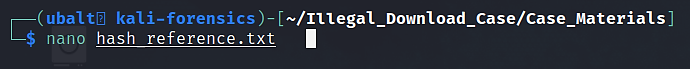 ┌──(ubalt㉿ kali-forensics)-[~/Illegal_Download_Case/Case_Materials]
└─$ nano hash_reference.txt